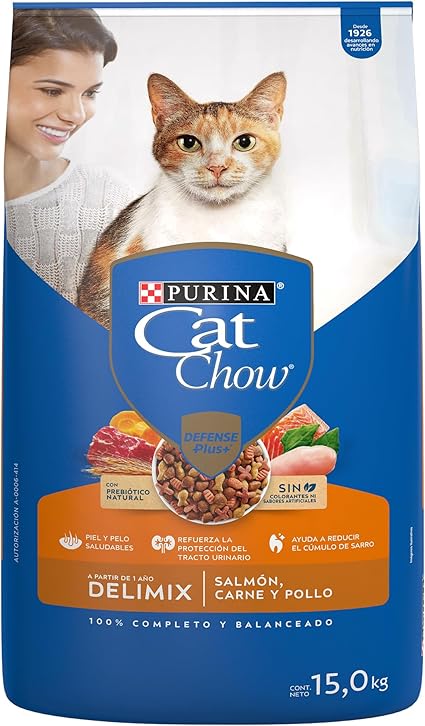 Desde
1926
desarrollando
avances en
nutrición
PURINA®
Cat
Chow®
DEFENSE
Plus+
CON
PREBIÓTICO
NATURAL
SIN
COLORANTES NI
SABORES ARTIFICIALES
AUTORIZACIÓN A-0006-414
PIEL Y PELO
SALUDABLES
REFUERZA LA
PROTECCIÓN DEL
TRACTO URINARIO
AYUDA A REDUCIR
EL CÚMULO DE SARRO
A PARTIR DE 1 AÑO
DELIMIX
SALMÓN,
CARNE Y POLLO
100% COMPLETO Y BALANCEADO
CONT.
NETO 15,0 kg